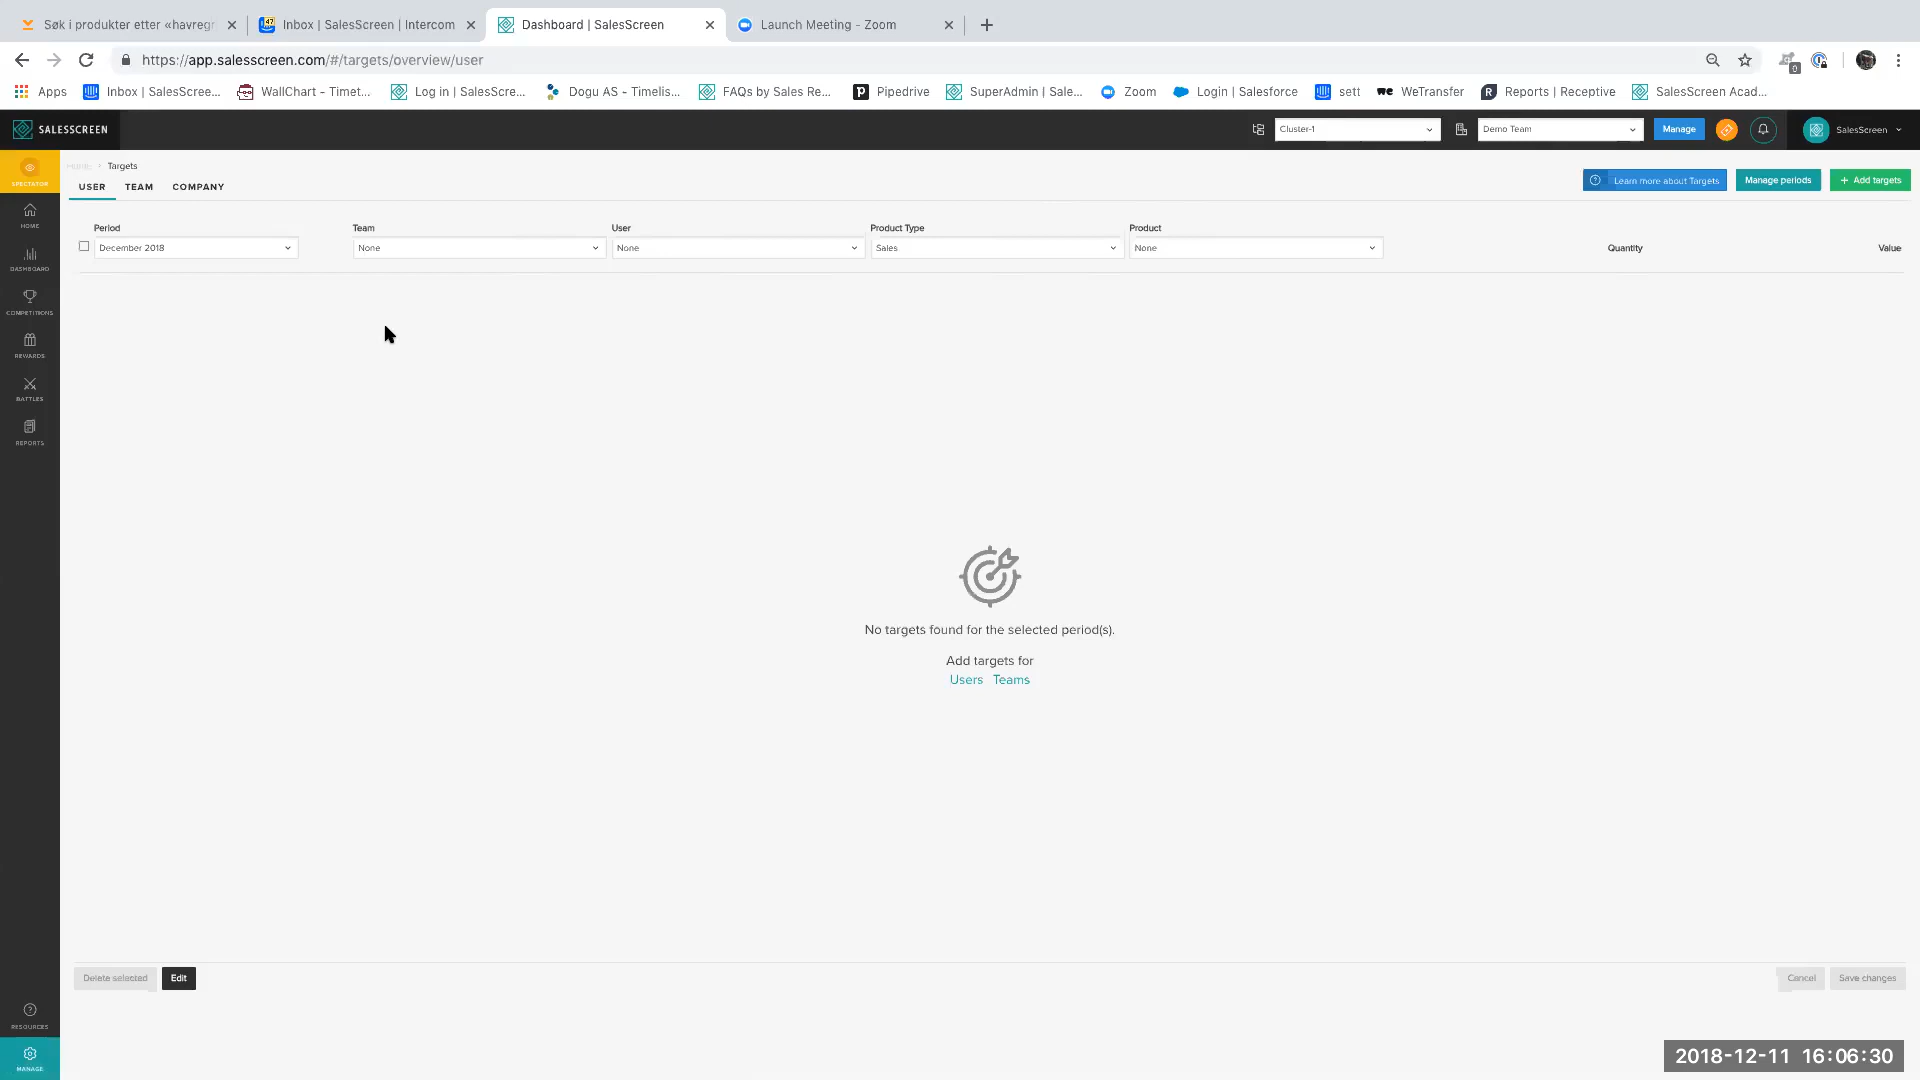 Søk i produkter etter «havregr
Inbox | SalesScreen | Intercom
Dashboard | SalesScreen
Launch Meeting - Zoom
https://app.salesscreen.com/#/targets/overview/user
Apps
Inbox | SalesScree...
WallChart - Timet...
Log in | SalesScre...
Dogu AS - Timelis...
FAQs by Sales Re...
Pipedrive
SuperAdmin | Sale...
Zoom
Login | Salesforce
sett
WeTransfer
Reports | Receptive
SalesScreen Acad...
SALESSCREEN
Cluster-1
Demo Team
Manage
SalesScreen
SPECTATOR
HOME
DASHBOARD
COMPETITIONS
REWARDS
BATTLES
REPORTS
RESOURCES
MANAGE
Home > Targets
USER TEAM COMPANY
Learn more about Targets
Manage periods
+ Add targets
Period Team User Product Type Product
December 2018 None None Sales None Quantity Value
No targets found for the selected period(s).
Add targets for
Users Teams
Delete selected Edit Cancel Save changes
2018-12-11 16:06:30